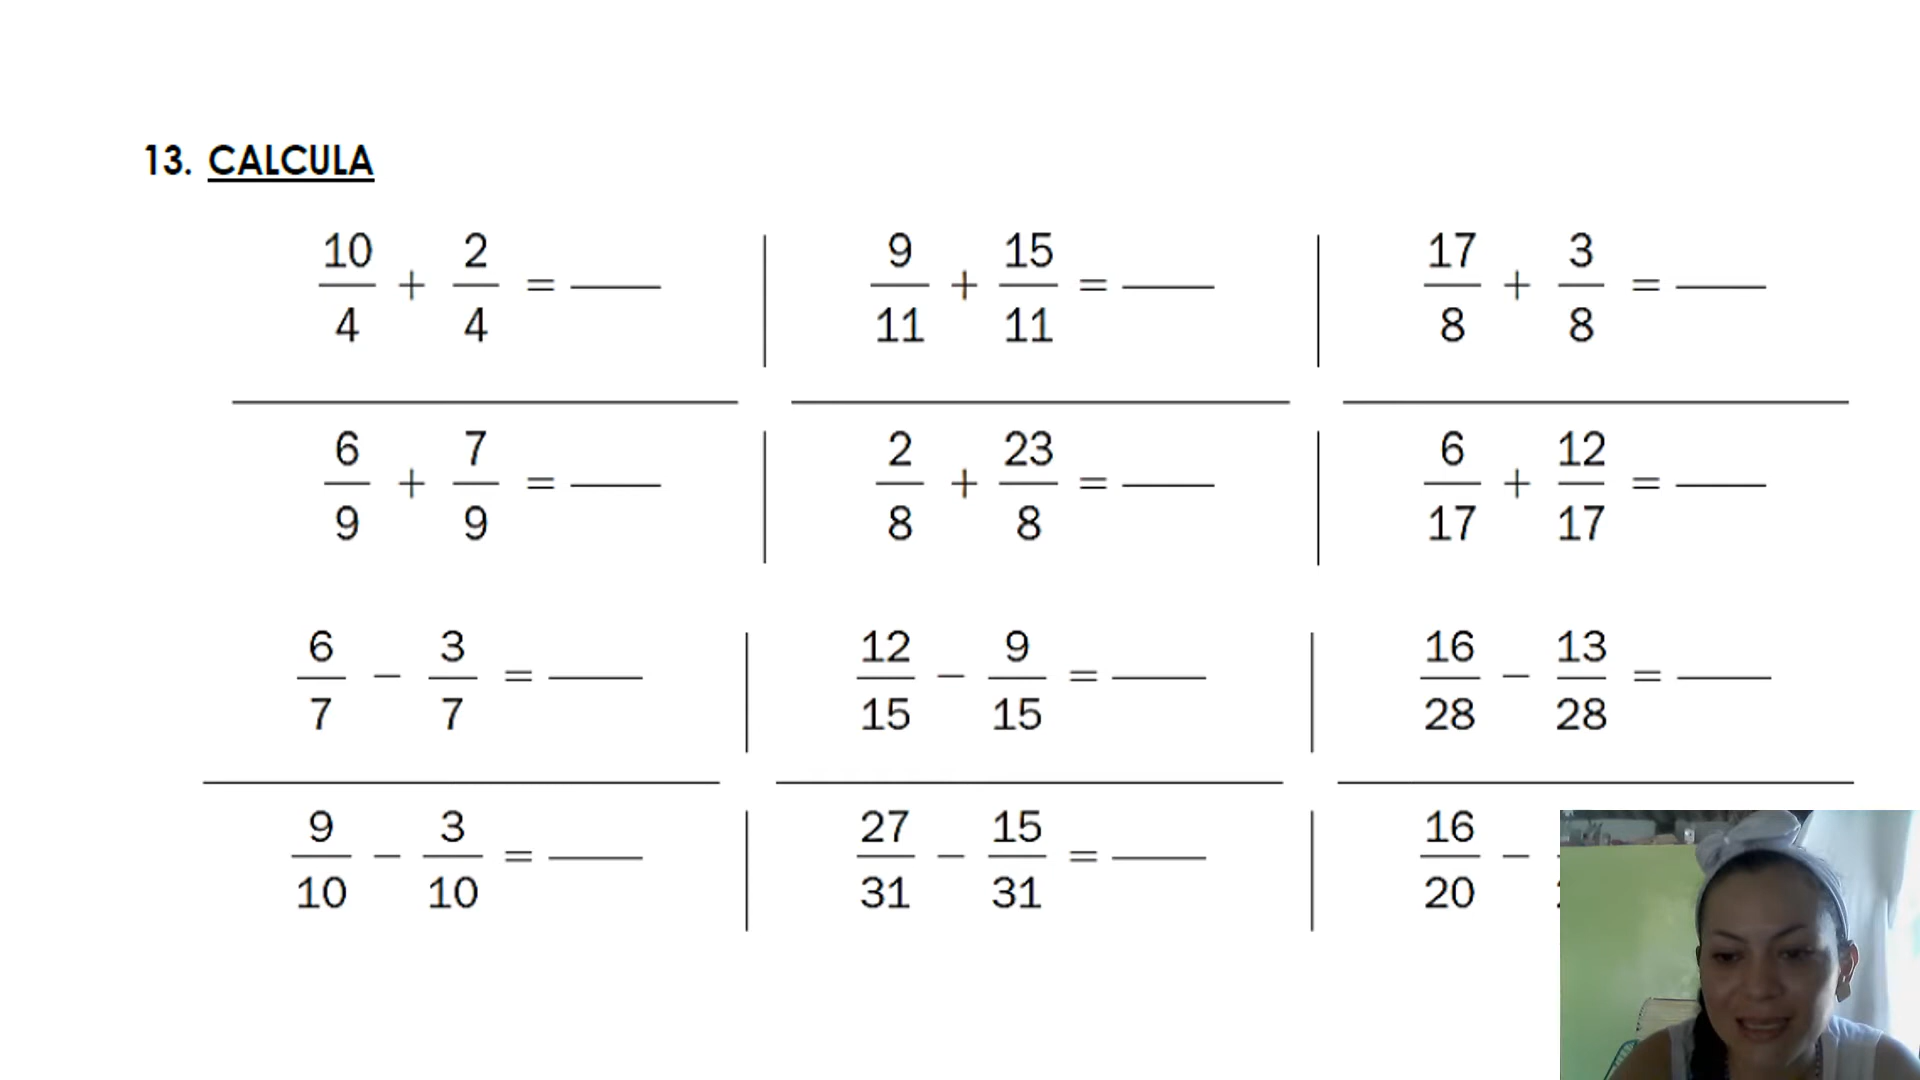 13. CALCULA
10/4 + 2/4 = ___ | 9/11 + 15/11 = ___ | 17/8 + 3/8 = ___
6/9 + 7/9 = ___ | 2/8 + 23/8 = ___ | 6/17 + 12/17 = ___
6/7 − 3/7 = ___ | 12/15 − 9/15 = ___ | 16/28 − 13/28 = ___
9/10 − 3/10 = ___ | 27/31 − 15/31 = ___ | 16/20 −